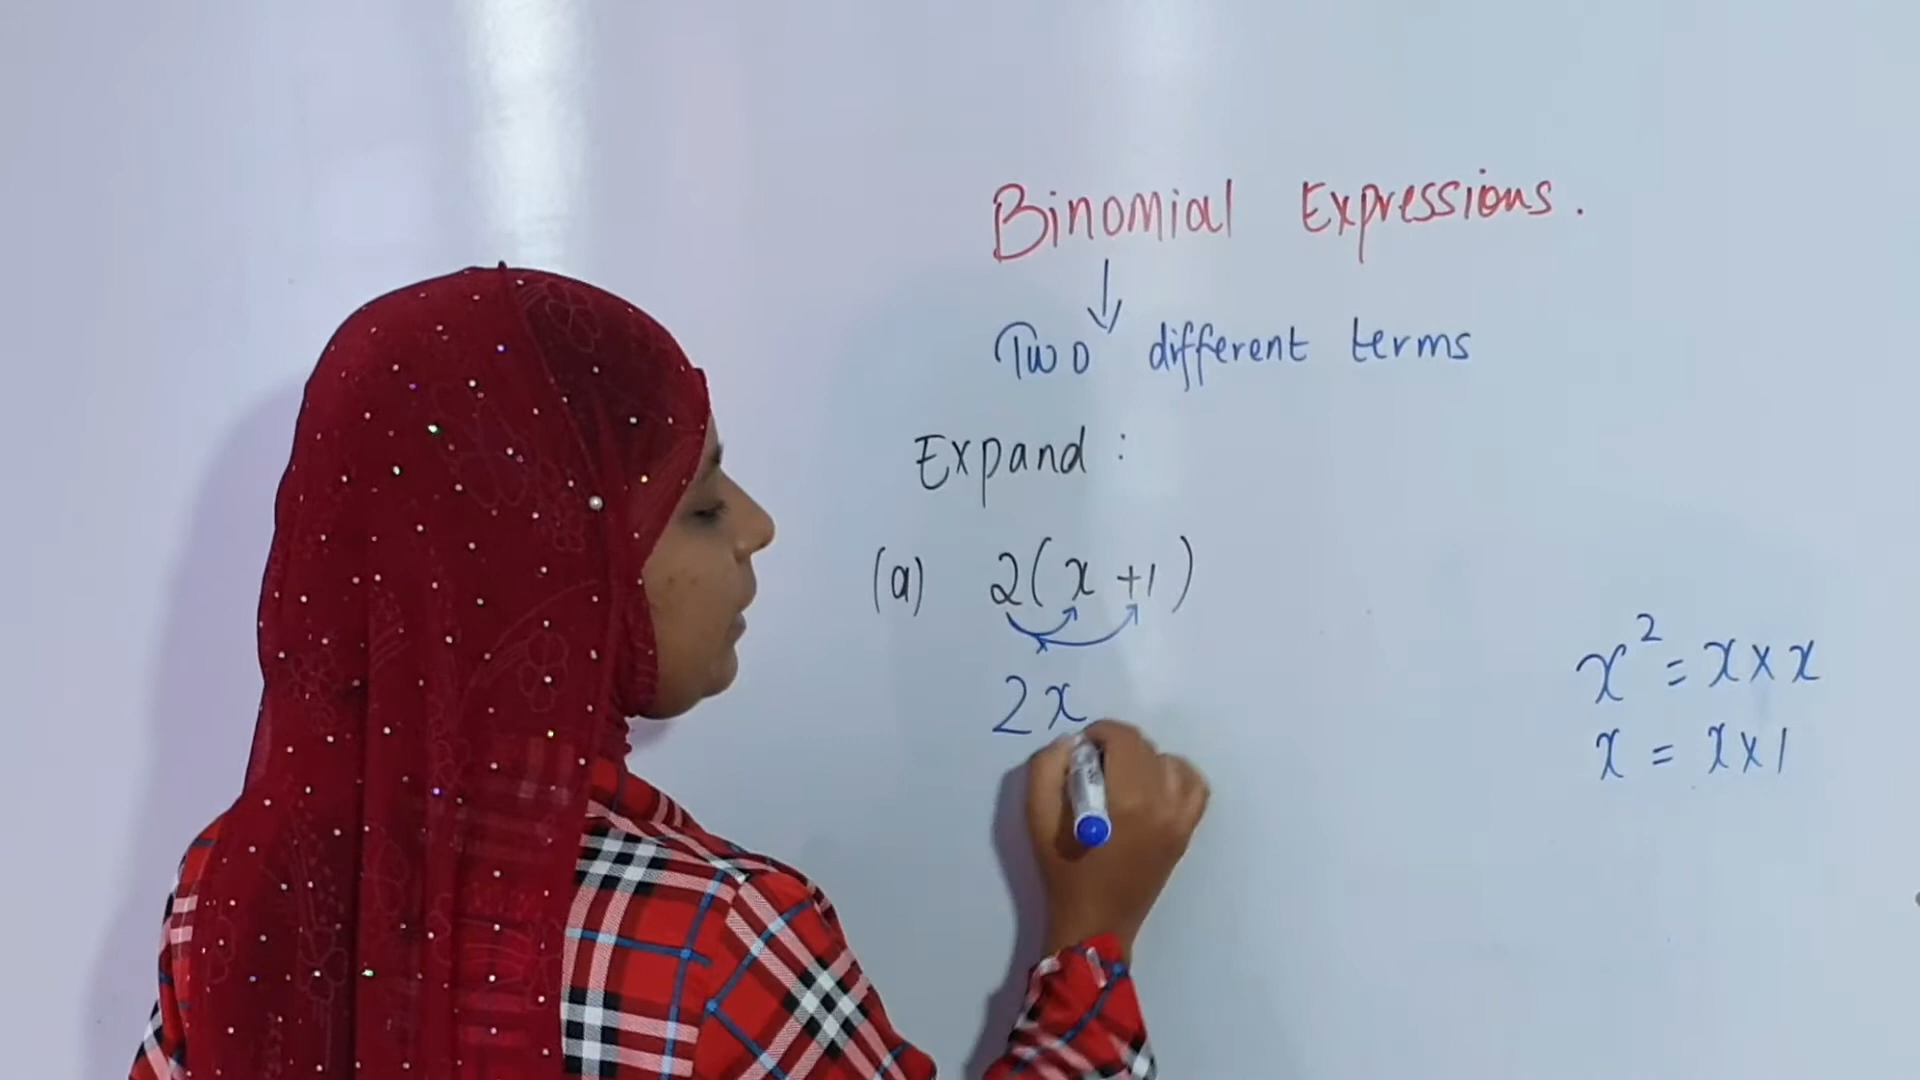 Binomial Expressions.
Two different terms
Expand :
(a) 2(x+1)
2x
x² = x×x
x = x×1